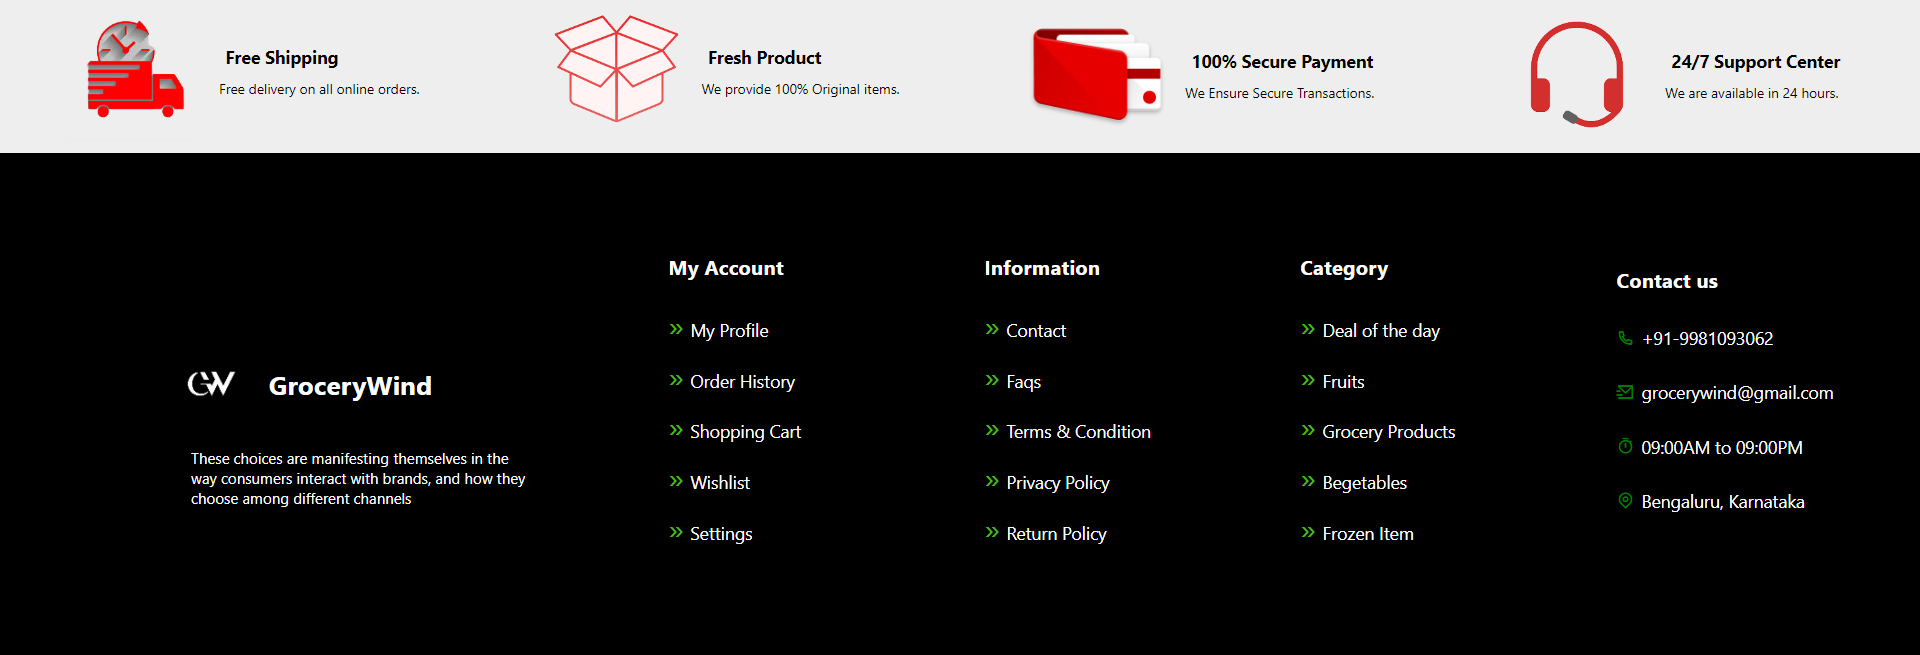 Free Shipping
Free delivery on all online orders.
Fresh Product
We provide 100% Original items.
100% Secure Payment
We Ensure Secure Transactions.
24/7 Support Center
We are available in 24 hours.
GW GroceryWind
These choices are manifesting themselves in the
way consumers interact with brands, and how they
choose among different channels
My Account
» My Profile
» Order History
» Shopping Cart
» Wishlist
» Settings
Information
» Contact
» Faqs
» Terms & Condition
» Privacy Policy
» Return Policy
Category
» Deal of the day
» Fruits
» Grocery Products
» Begetables
» Frozen Item
Contact us
+91-9981093062
grocerywind@gmail.com
09:00AM to 09:00PM
Bengaluru, Karnataka